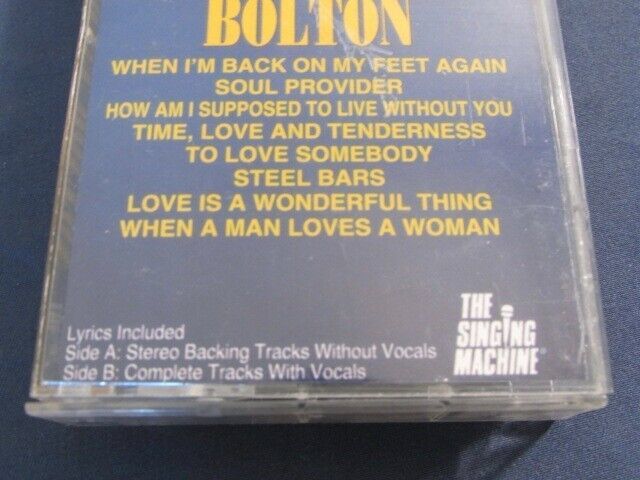 BOLTON
WHEN I'M BACK ON MY FEET AGAIN
SOUL PROVIDER
HOW AM I SUPPOSED TO LIVE WITHOUT YOU
TIME, LOVE AND TENDERNESS
TO LOVE SOMEBODY
STEEL BARS
LOVE IS A WONDERFUL THING
WHEN A MAN LOVES A WOMAN
Lyrics Included
Side A: Stereo Backing Tracks Without Vocals
Side B: Complete Tracks With Vocals
THE
SINGING
MACHINE®